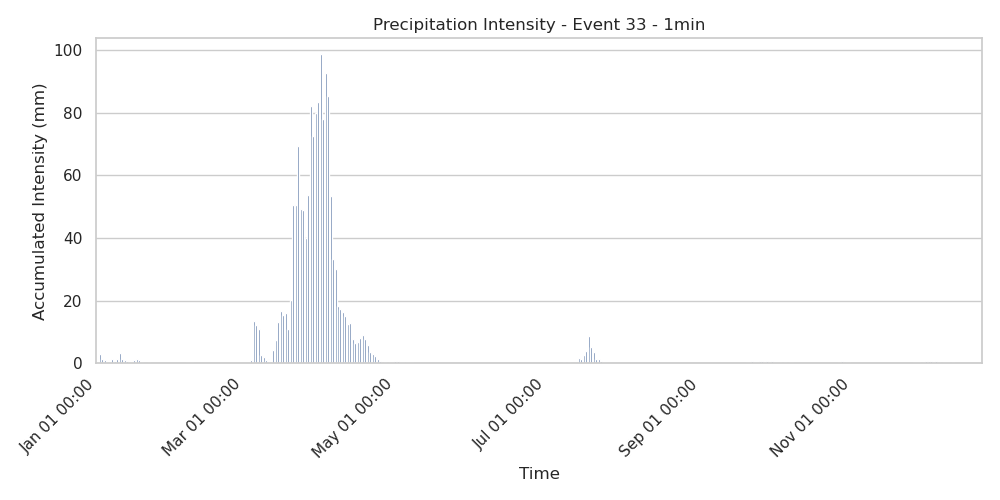 Precipitation Intensity - Event 33 - 1min
Accumulated Intensity (mm)
100
80
60
40
20
0
Jan 01 00:00
Mar 01 00:00
May 01 00:00
Jul 01 00:00
Sep 01 00:00
Nov 01 00:00
Time